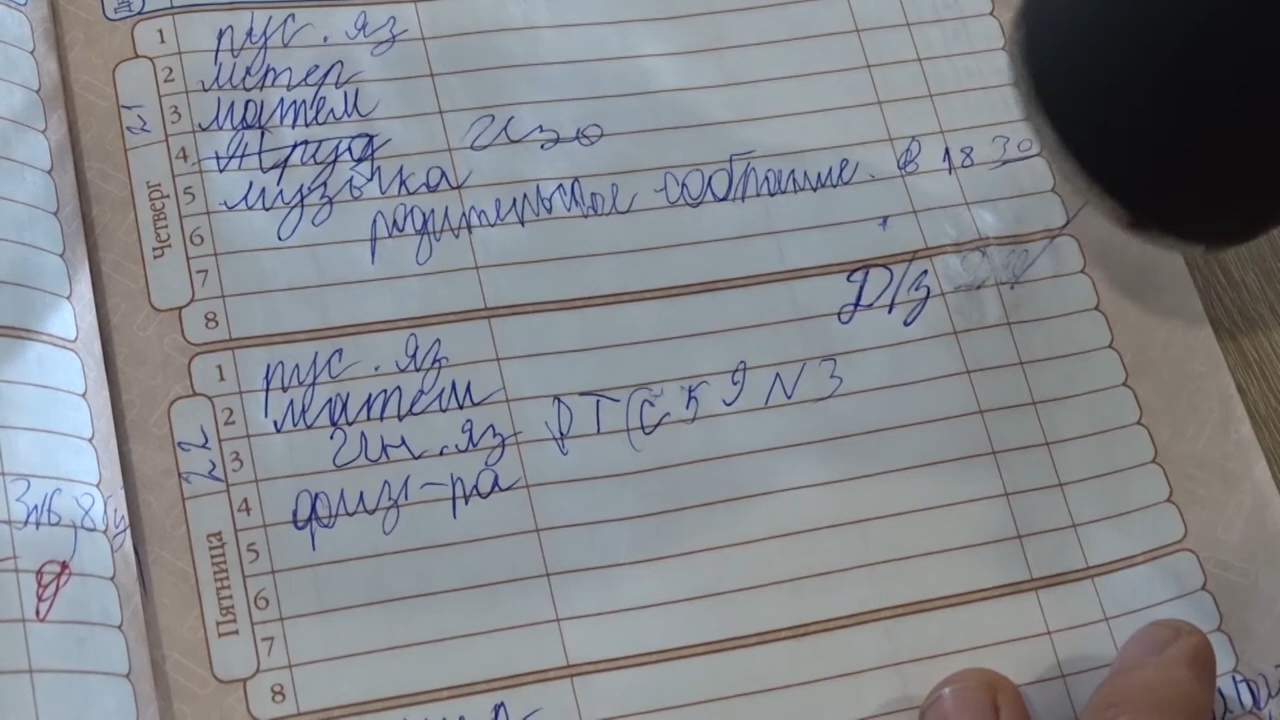 1 рус. яз
2 литер
3 матем
4 труд Изо
5 музыка
6 родительское собрание. в 18 30
7
8
21
Четверг
Д/з
1 рус. яз
2 матем
3 ин. яз РТ (с 59 N 3
4 физ-ра
5
6
7
8
22
Пятница